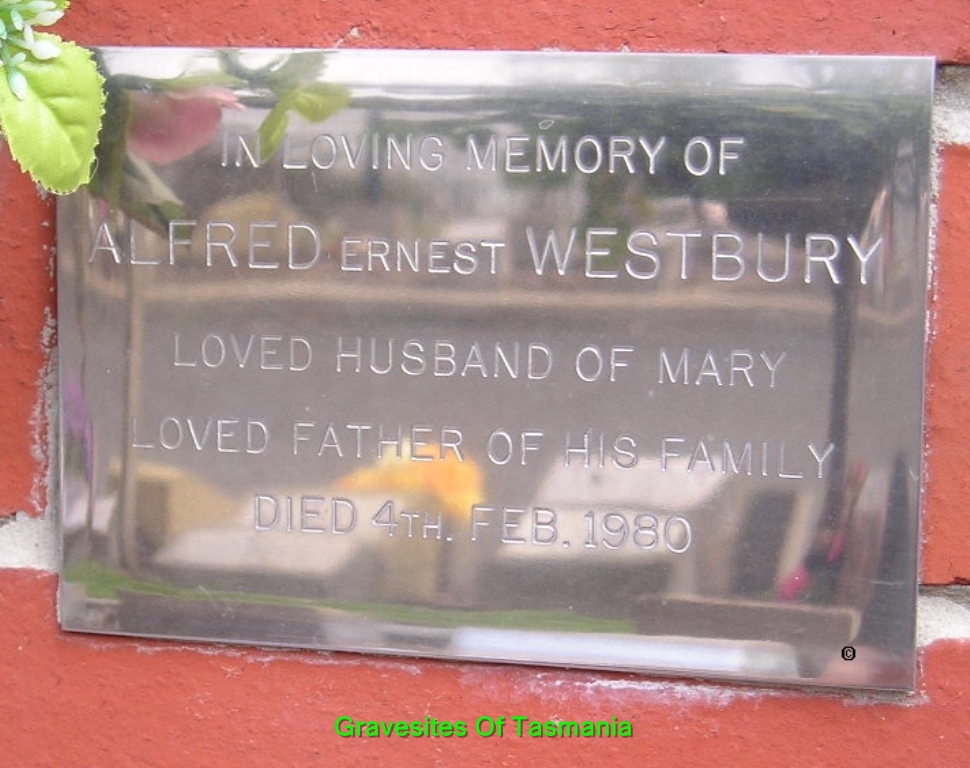 IN LOVING MEMORY OF
ALFRED ERNEST WESTBURY
LOVED HUSBAND OF MARY
LOVED FATHER OF HIS FAMILY
DIED 4TH. FEB. 1980
©
Gravesites Of Tasmania